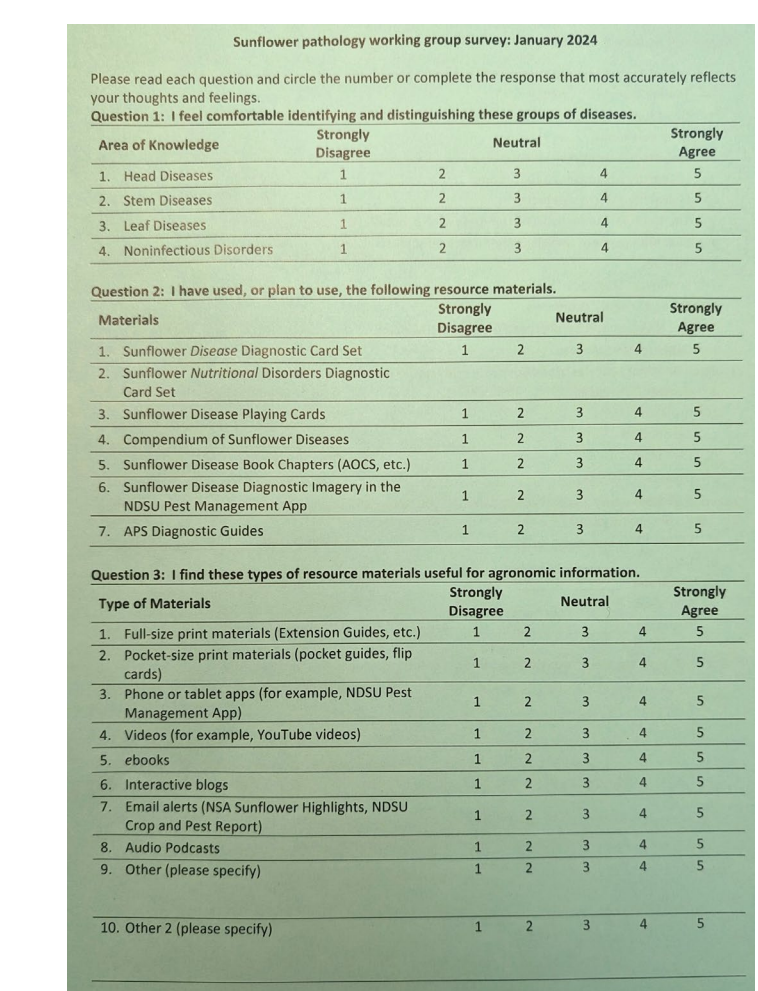 Sunflower pathology working group survey: January 2024
Please read each question and circle the number or complete the response that most accurately reflects
your thoughts and feelings.
Question 1: I feel comfortable identifying and distinguishing these groups of diseases.
Area of Knowledge Strongly Disagree Neutral Strongly Agree
1. Head Diseases 1 2 3 4 5
2. Stem Diseases 1 2 3 4 5
3. Leaf Diseases 1 2 3 4 5
4. Noninfectious Disorders 1 2 3 4 5
Question 2: I have used, or plan to use, the following resource materials.
Materials Strongly Disagree Neutral Strongly Agree
1. Sunflower Disease Diagnostic Card Set 1 2 3 4 5
2. Sunflower Nutritional Disorders Diagnostic
Card Set
3. Sunflower Disease Playing Cards 1 2 3 4 5
4. Compendium of Sunflower Diseases 1 2 3 4 5
5. Sunflower Disease Book Chapters (AOCS, etc.) 1 2 3 4 5
6. Sunflower Disease Diagnostic Imagery in the
NDSU Pest Management App 1 2 3 4 5
7. APS Diagnostic Guides 1 2 3 4 5
Question 3: I find these types of resource materials useful for agronomic information.
Type of Materials Strongly Disagree Neutral Strongly Agree
1. Full-size print materials (Extension Guides, etc.) 1 2 3 4 5
2. Pocket-size print materials (pocket guides, flip
cards) 1 2 3 4 5
3. Phone or tablet apps (for example, NDSU Pest
Management App) 1 2 3 4 5
4. Videos (for example, YouTube videos) 1 2 3 4 5
5. ebooks 1 2 3 4 5
6. Interactive blogs 1 2 3 4 5
7. Email alerts (NSA Sunflower Highlights, NDSU
Crop and Pest Report) 1 2 3 4 5
8. Audio Podcasts 1 2 3 4 5
9. Other (please specify) 1 2 3 4 5
10. Other 2 (please specify) 1 2 3 4 5